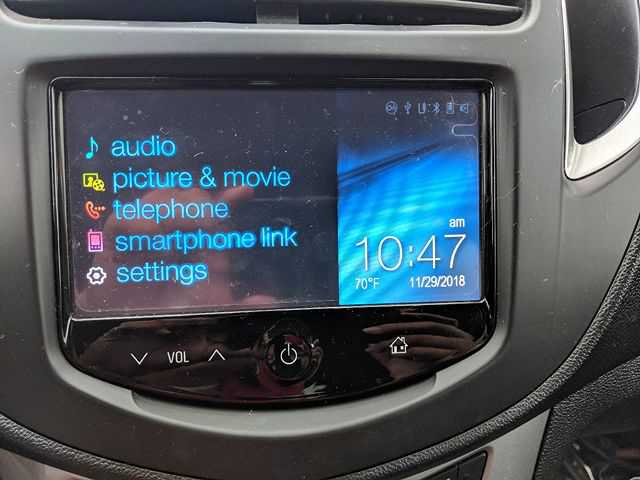 audio
picture & movie
telephone
smartphone link
settings
am
10:47
70°F 11/29/2018
VOL